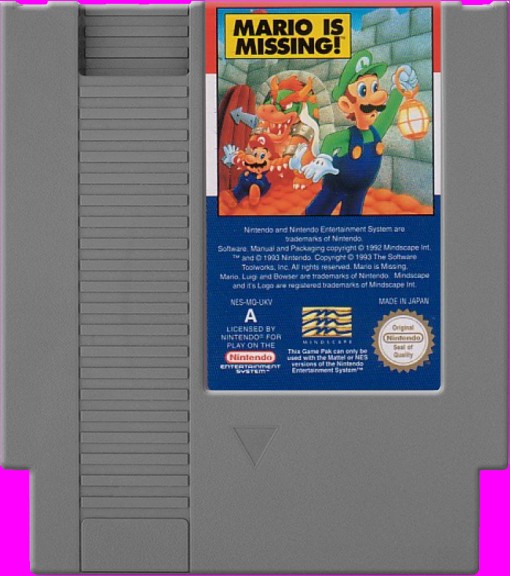 MARIO IS
MISSING!™
Nintendo and Nintendo Entertainment System are
trademarks of Nintendo.
Software, Manual and Packaging copyright © 1992 Mindscape Int.
™ and © 1993 Nintendo. Copyright © 1993 The Software
Toolworks, Inc. All rights reserved. Mario is Missing,
Mario, Luigi and Bowser are trademarks of Nintendo. Mindscape
and it's Logo are registered trademarks of Mindscape Int.
NES-MQ-UKV
MADE IN JAPAN
A
LICENSED BY
NINTENDO® FOR
PLAY ON THE
Nintendo
ENTERTAINMENT
SYSTEM™
MINDSCAPE
This Game Pak can only be
used with the Mattel or NES
versions of the Nintendo
Entertainment System™
Original
Nintendo
Seal of
Quality